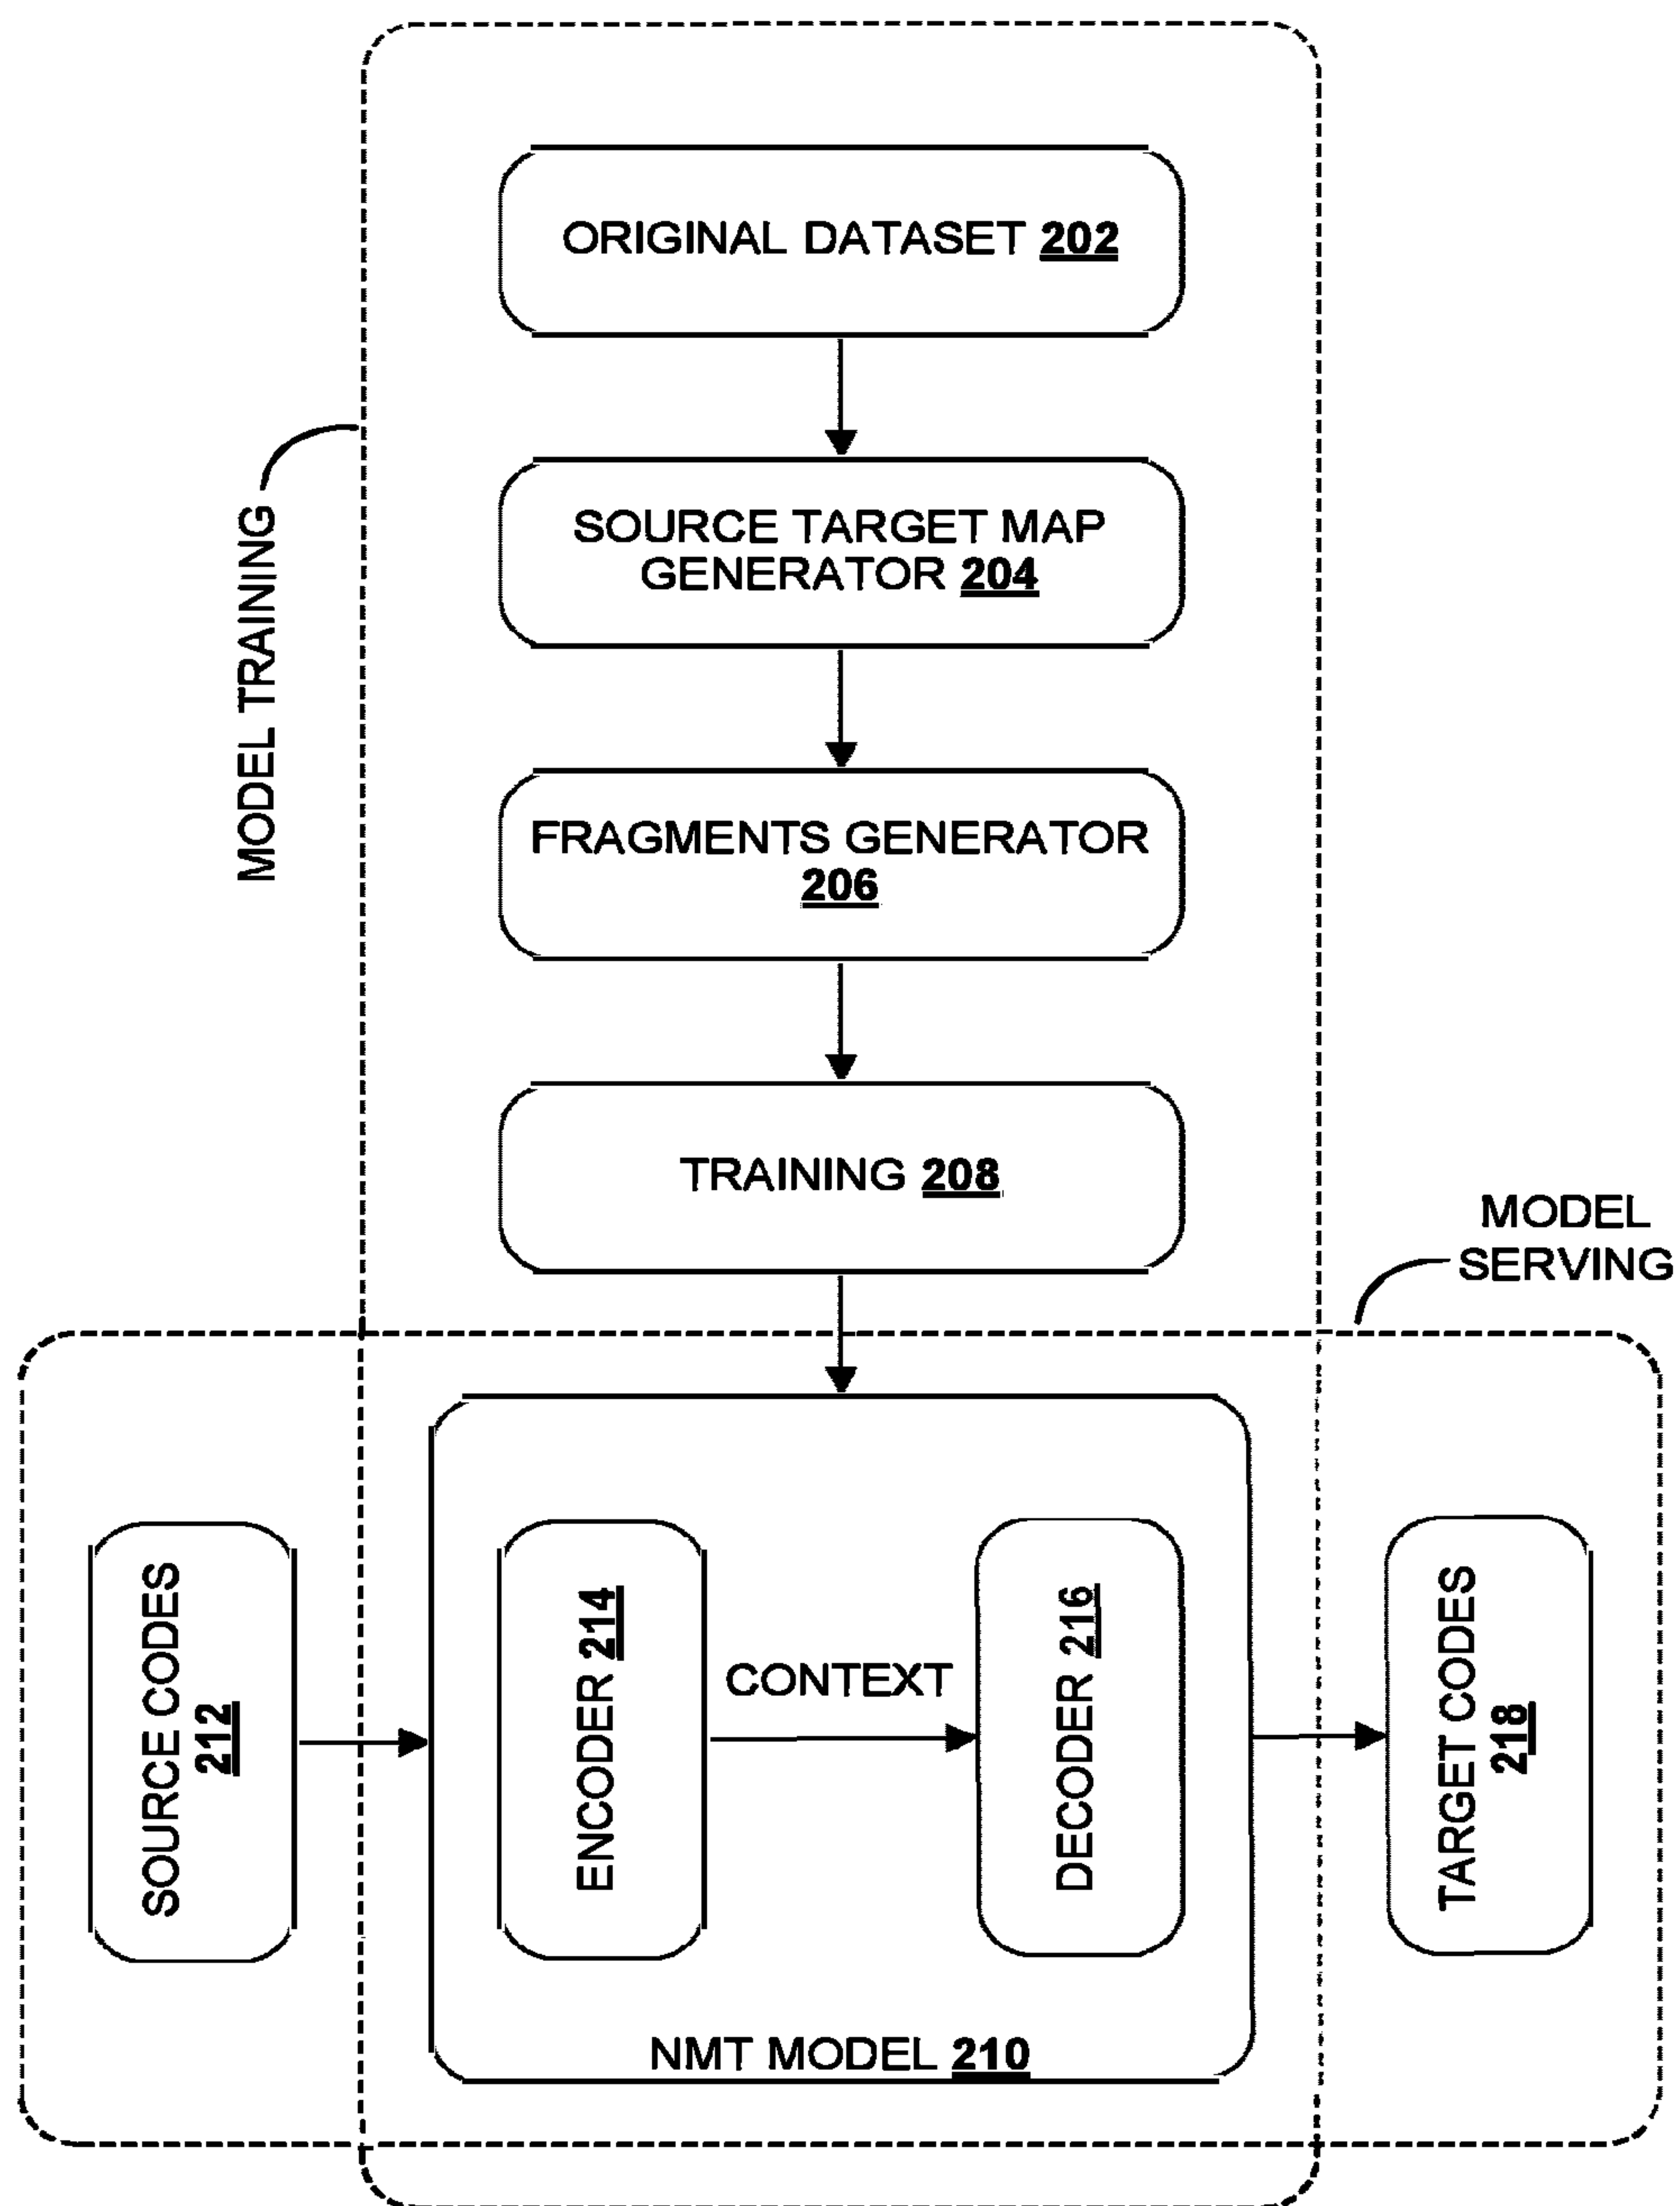 ORIGINAL DATASET 202
SOURCE TARGET MAP
GENERATOR 204
MODEL TRAINING
FRAGMENTS GENERATOR
206
TRAINING 208
MODEL
SERVING
SOURCE CODES
212
ENCODER 214
CONTEXT
DECODER 216
TARGET CODES
218
NMT MODEL 210